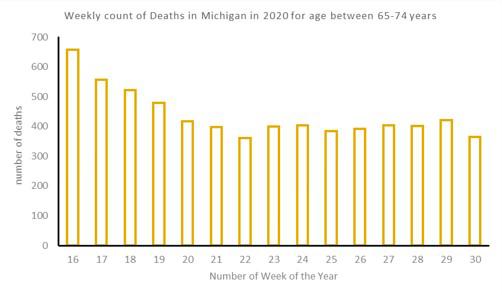 Weekly count of Deaths in Michigan in 2020 for age between 65-74 years
700
600
500
400
300
200
100
0
number of deaths
16 17 18 19 20 21 22 23 24 25 26 27 28 29 30
Number of Week of the Year